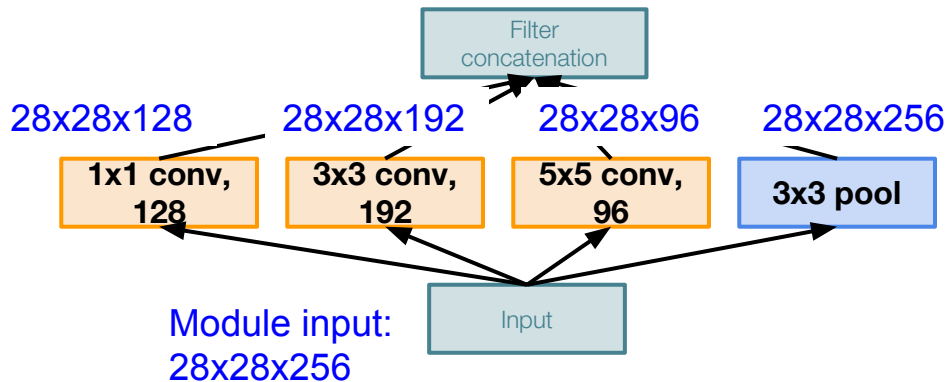 Filter
concatenation
28x28x128
28x28x192
28x28x96
28x28x256
1x1 conv,
128
3x3 conv,
192
5x5 conv,
96
3x3 pool
Input
Module input:
28x28x256